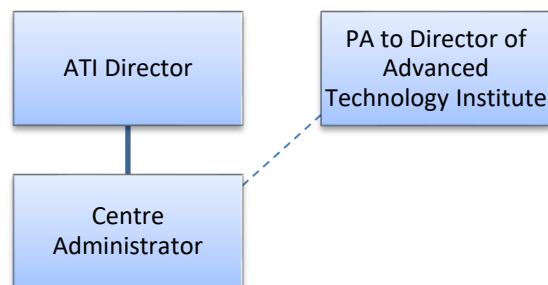 ATI Director
PA to Director of
Advanced
Technology Institute
Centre
Administrator